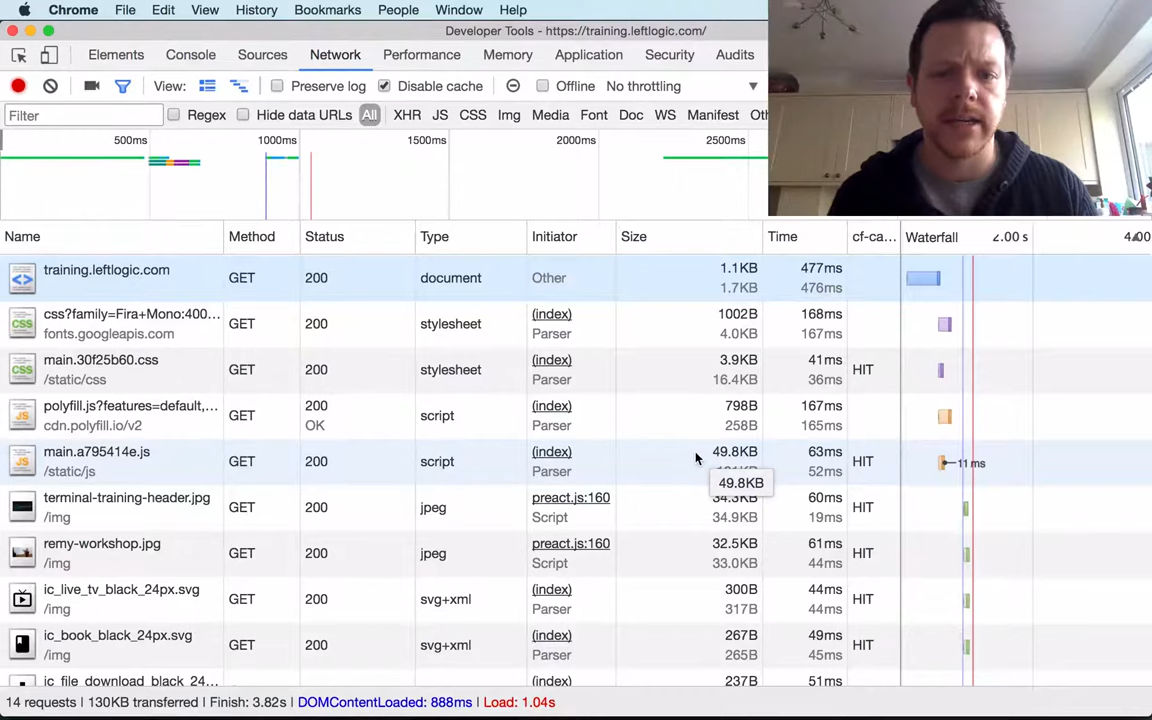 Chrome File Edit View History Bookmarks People Window Help
Developer Tools - https://training.leftlogic.com/
Elements Console Sources Network Performance Memory Application Security Audits
View: Preserve log Disable cache Offline No throttling
Filter Regex Hide data URLs All XHR JS CSS Img Media Font Doc WS Manifest Oth
500ms 1000ms 1500ms 2000ms 2500ms
Name Method Status Type Initiator Size Time cf-ca... Waterfall 2.00 s
training.leftlogic.com GET 200 document Other 1.1KB 477ms
1.7KB 476ms
css?family=Fira+Mono:400... GET 200 stylesheet (index) 1002B 168ms
fonts.googleapis.com Parser 4.0KB 167ms
main.30f25b60.css GET 200 stylesheet (index) 3.9KB 41ms HIT
/static/css Parser 16.4KB 36ms
polyfill.js?features=default,... GET 200 script (index) 798B 167ms
cdn.polyfill.io/v2 OK Parser 258B 165ms
main.a795414e.js GET 200 script (index) 49.8KB 63ms HIT 11 ms
/static/js Parser 52ms
49.8KB
terminal-training-header.jpg GET 200 jpeg preact.js:160 34.3KB 60ms HIT
/img Script 34.9KB 19ms
remy-workshop.jpg GET 200 jpeg preact.js:160 32.5KB 61ms HIT
/img Script 33.0KB 44ms
ic_live_tv_black_24px.svg GET 200 svg+xml (index) 300B 44ms HIT
/img Parser 317B 44ms
ic_book_black_24px.svg GET 200 svg+xml (index) 267B 49ms HIT
/img Parser 265B 45ms
ic_file_download_black_24... (index) 237B 51ms
14 requests | 130KB transferred | Finish: 3.82s | DOMContentLoaded: 888ms | Load: 1.04s